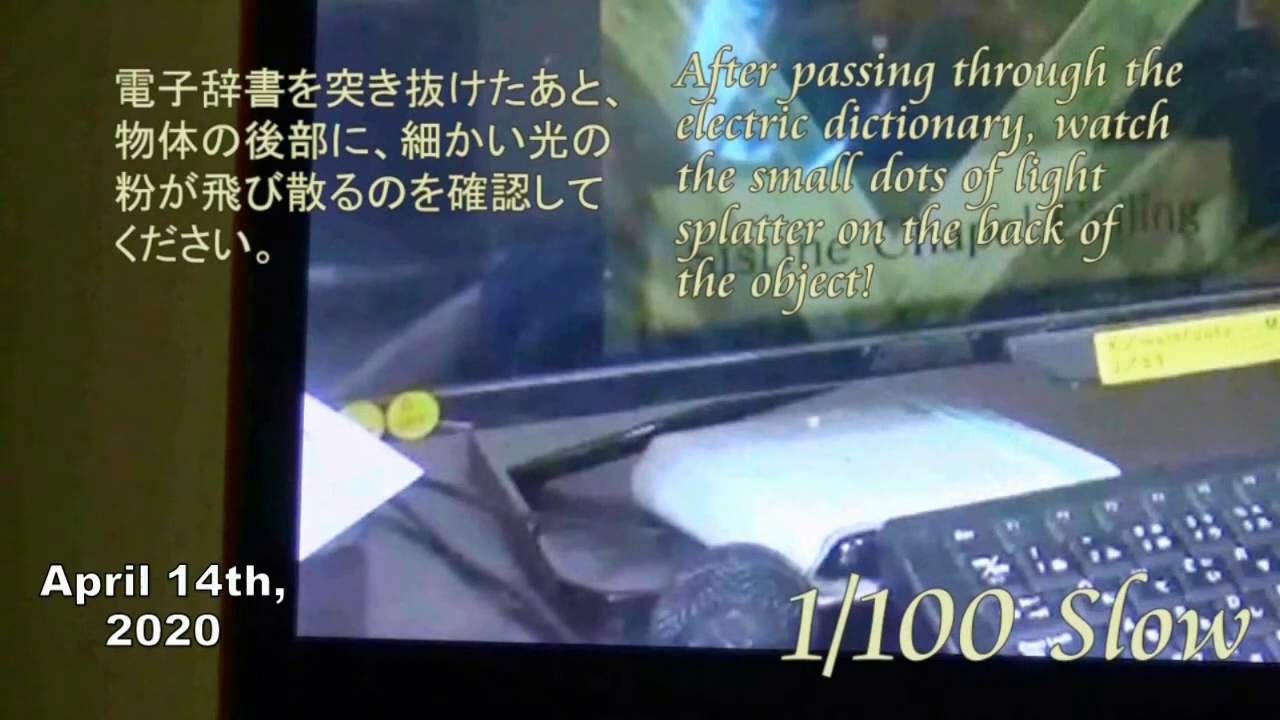 電子辞書を突き抜けたあと、
物体の後部に、細かい光の
粉が飛び散るのを確認して
ください。
After passing through the
electric dictionary, watch
the small dots of light
splatter on the back of
the object!
April 14th,
2020
1/100 Slow